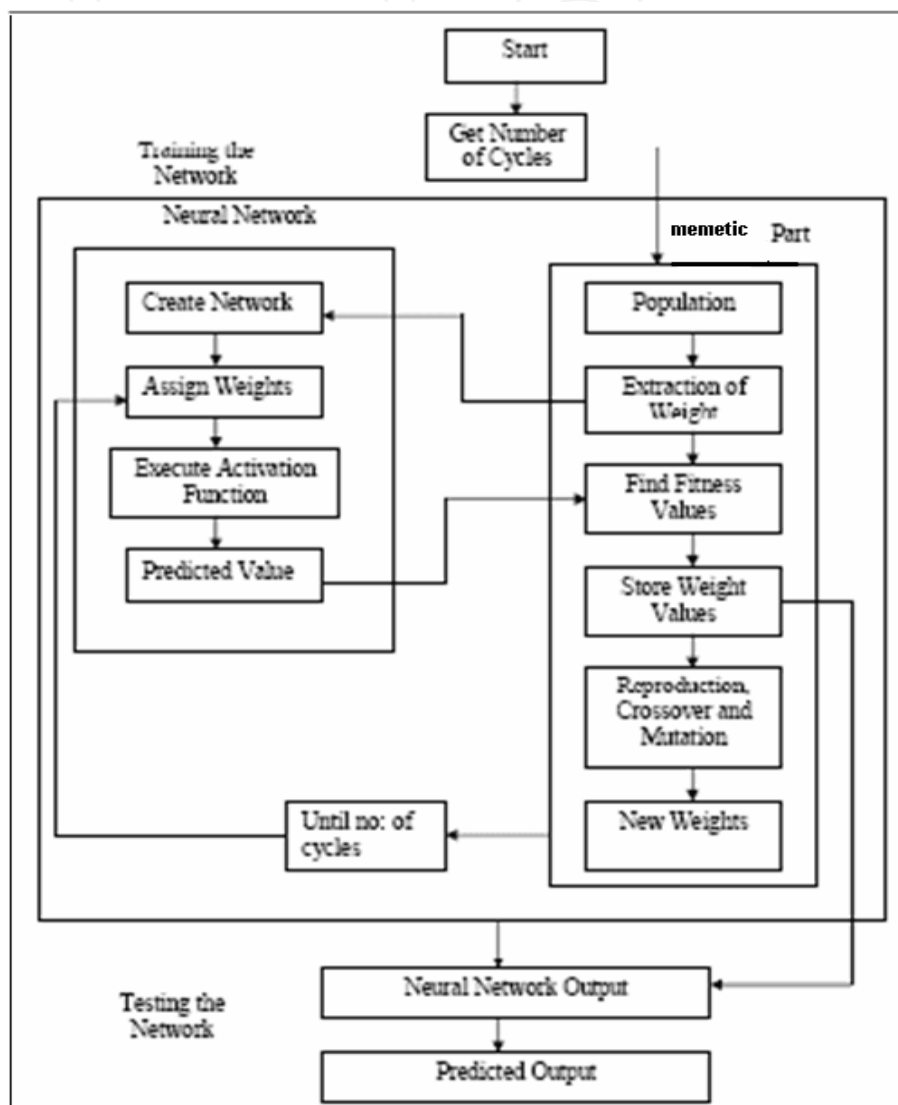 Start
Get Number
of Cycles
Training the
Network
Neural Network
memetic Part
Create Network
Assign Weights
Execute Activation
Function
Predicted Value
Population
Extraction of
Weight
Find Fitness
Values
Store Weight
Values
Reproduction,
Crossover and
Mutation
New Weights
Until no: of
cycles
Neural Network Output
Testing the
Network
Predicted Output